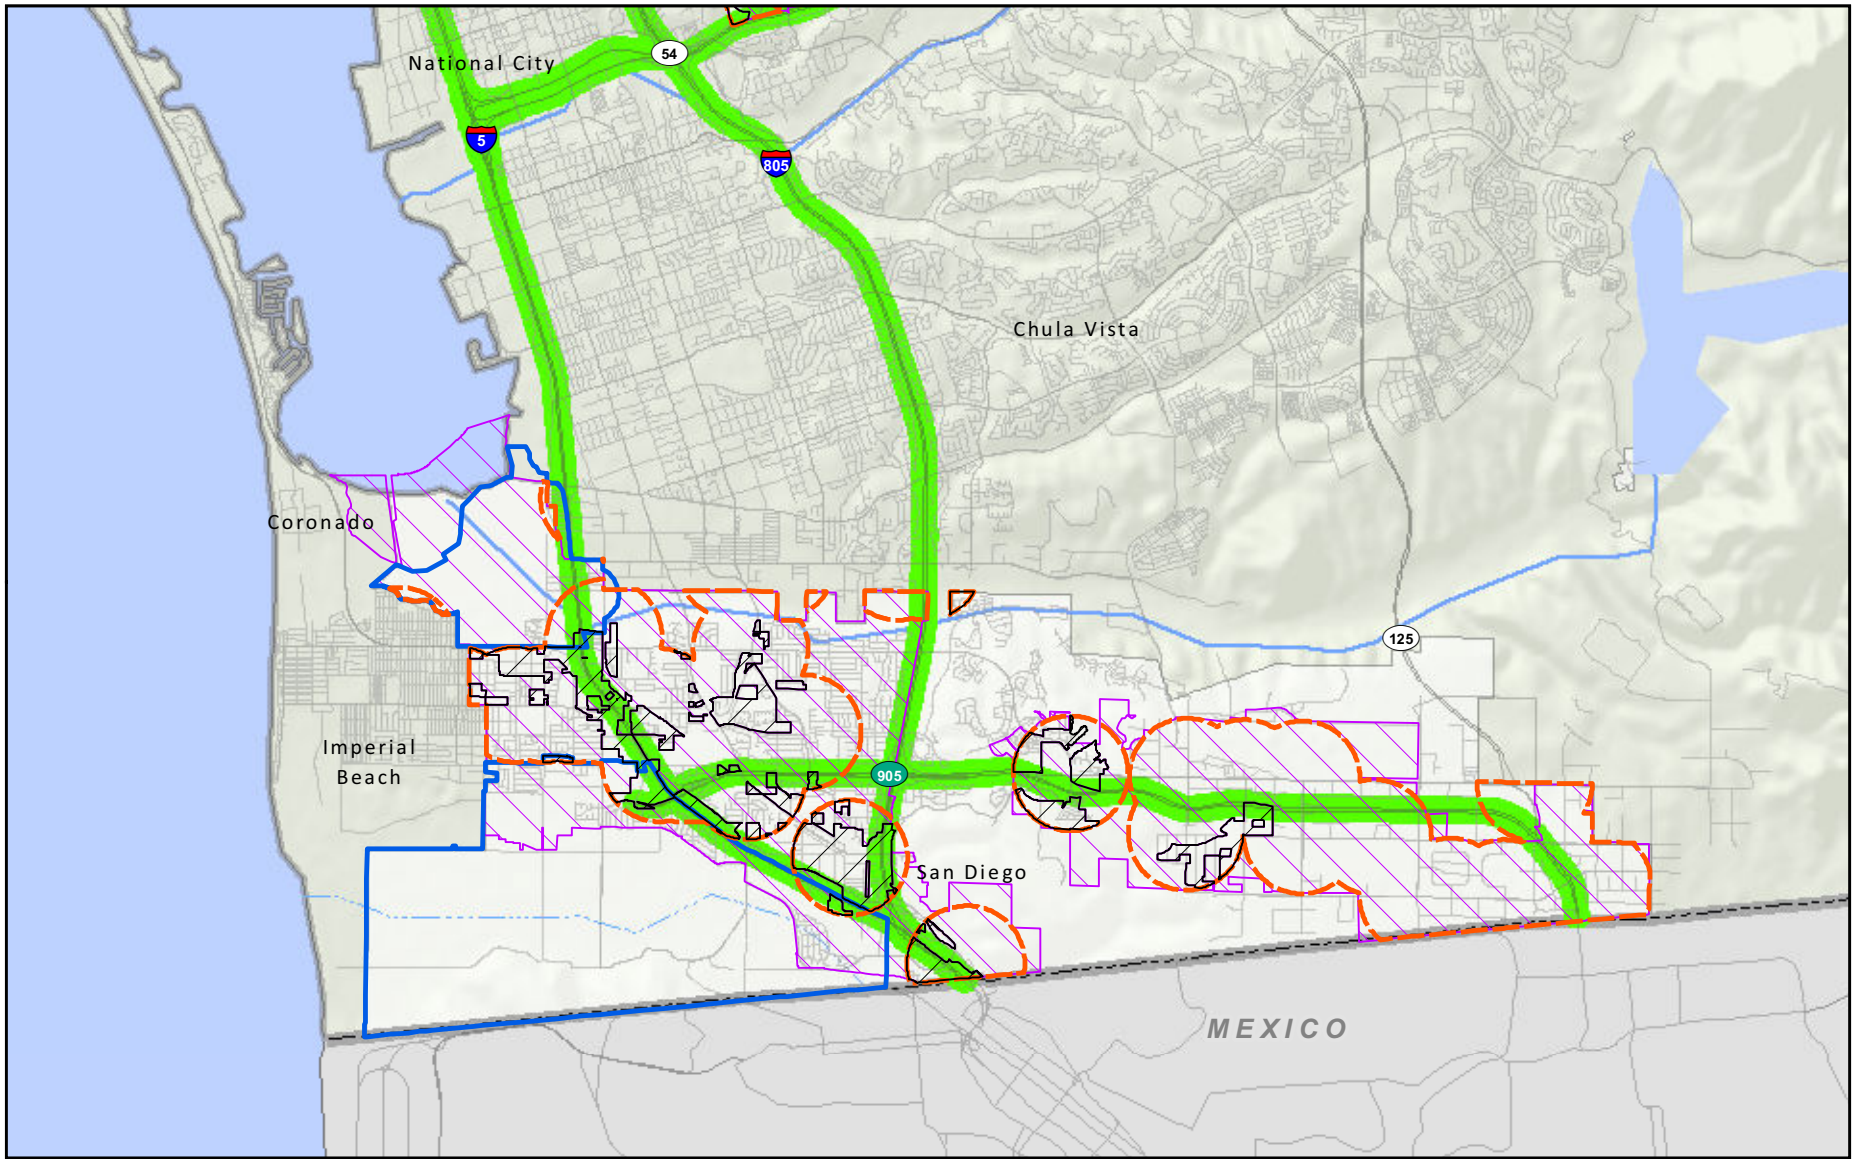 National City
54
5
805
Chula Vista
Coronado
125
Imperial
Beach
905
San Diego
MEXICO